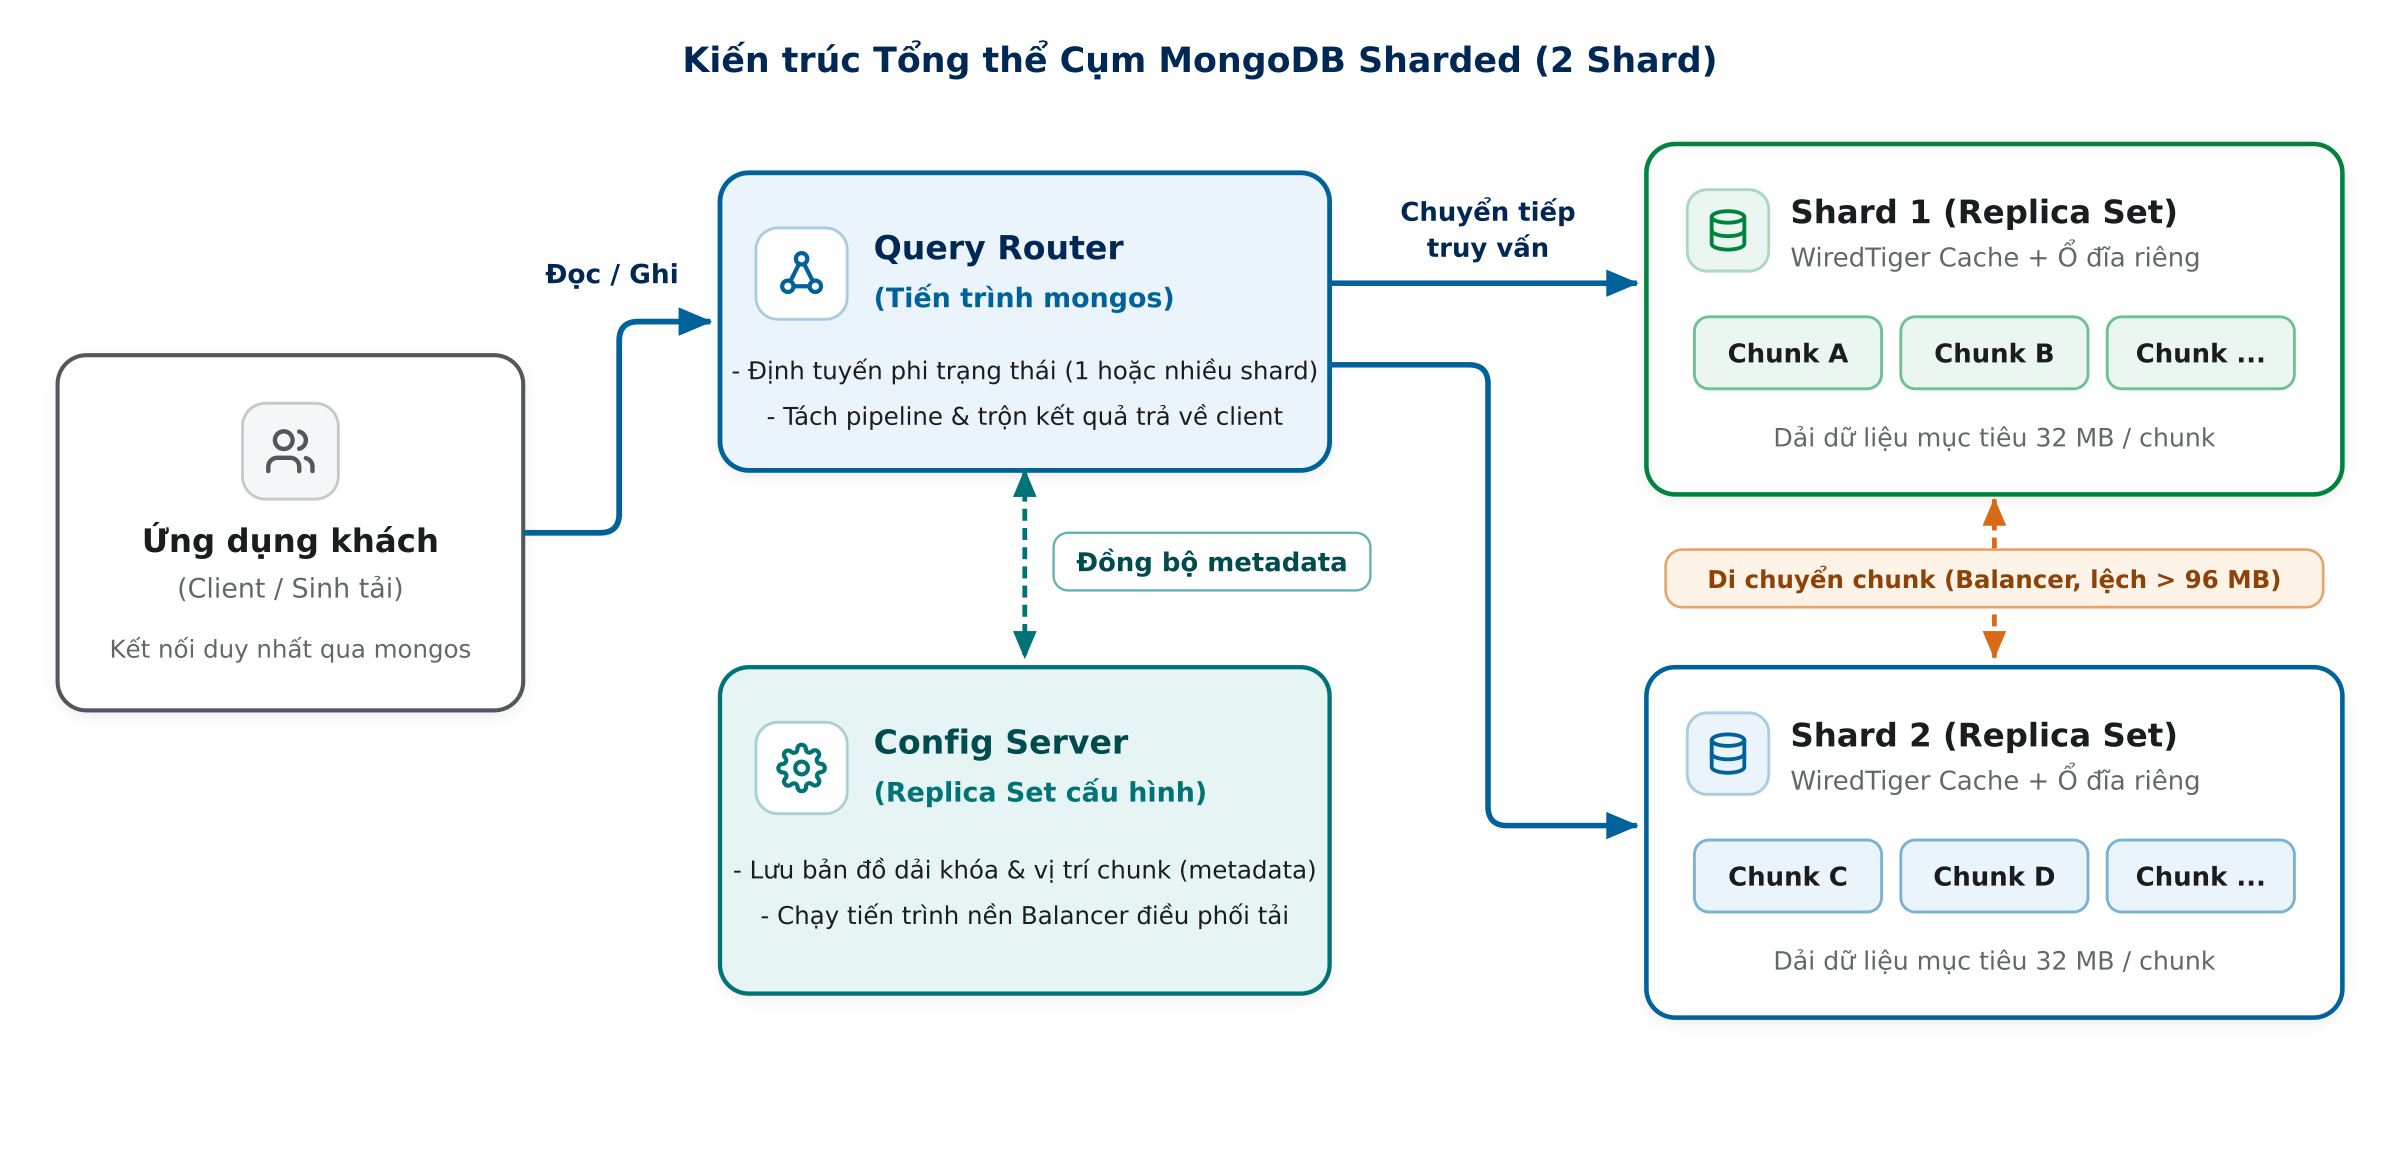 Kiến trúc Tổng thể Cụm MongoDB Sharded (2 Shard)
Đọc / Ghi
Ứng dụng khách
(Client / Sinh tải)
Kết nối duy nhất qua mongos
Query Router
(Tiến trình mongos)
- Định tuyến phi trạng thái (1 hoặc nhiều shard)
- Tách pipeline & trộn kết quả trả về client
Đồng bộ metadata
Config Server
(Replica Set cấu hình)
- Lưu bản đồ dải khóa & vị trí chunk (metadata)
- Chạy tiến trình nền Balancer điều phối tải
Chuyển tiếp
truy vấn
Shard 1 (Replica Set)
WiredTiger Cache + Ổ đĩa riêng
Chunk A
Chunk B
Chunk ...
Dải dữ liệu mục tiêu 32 MB / chunk
Di chuyển chunk (Balancer, lệch > 96 MB)
Shard 2 (Replica Set)
WiredTiger Cache + Ổ đĩa riêng
Chunk C
Chunk D
Chunk ...
Dải dữ liệu mục tiêu 32 MB / chunk